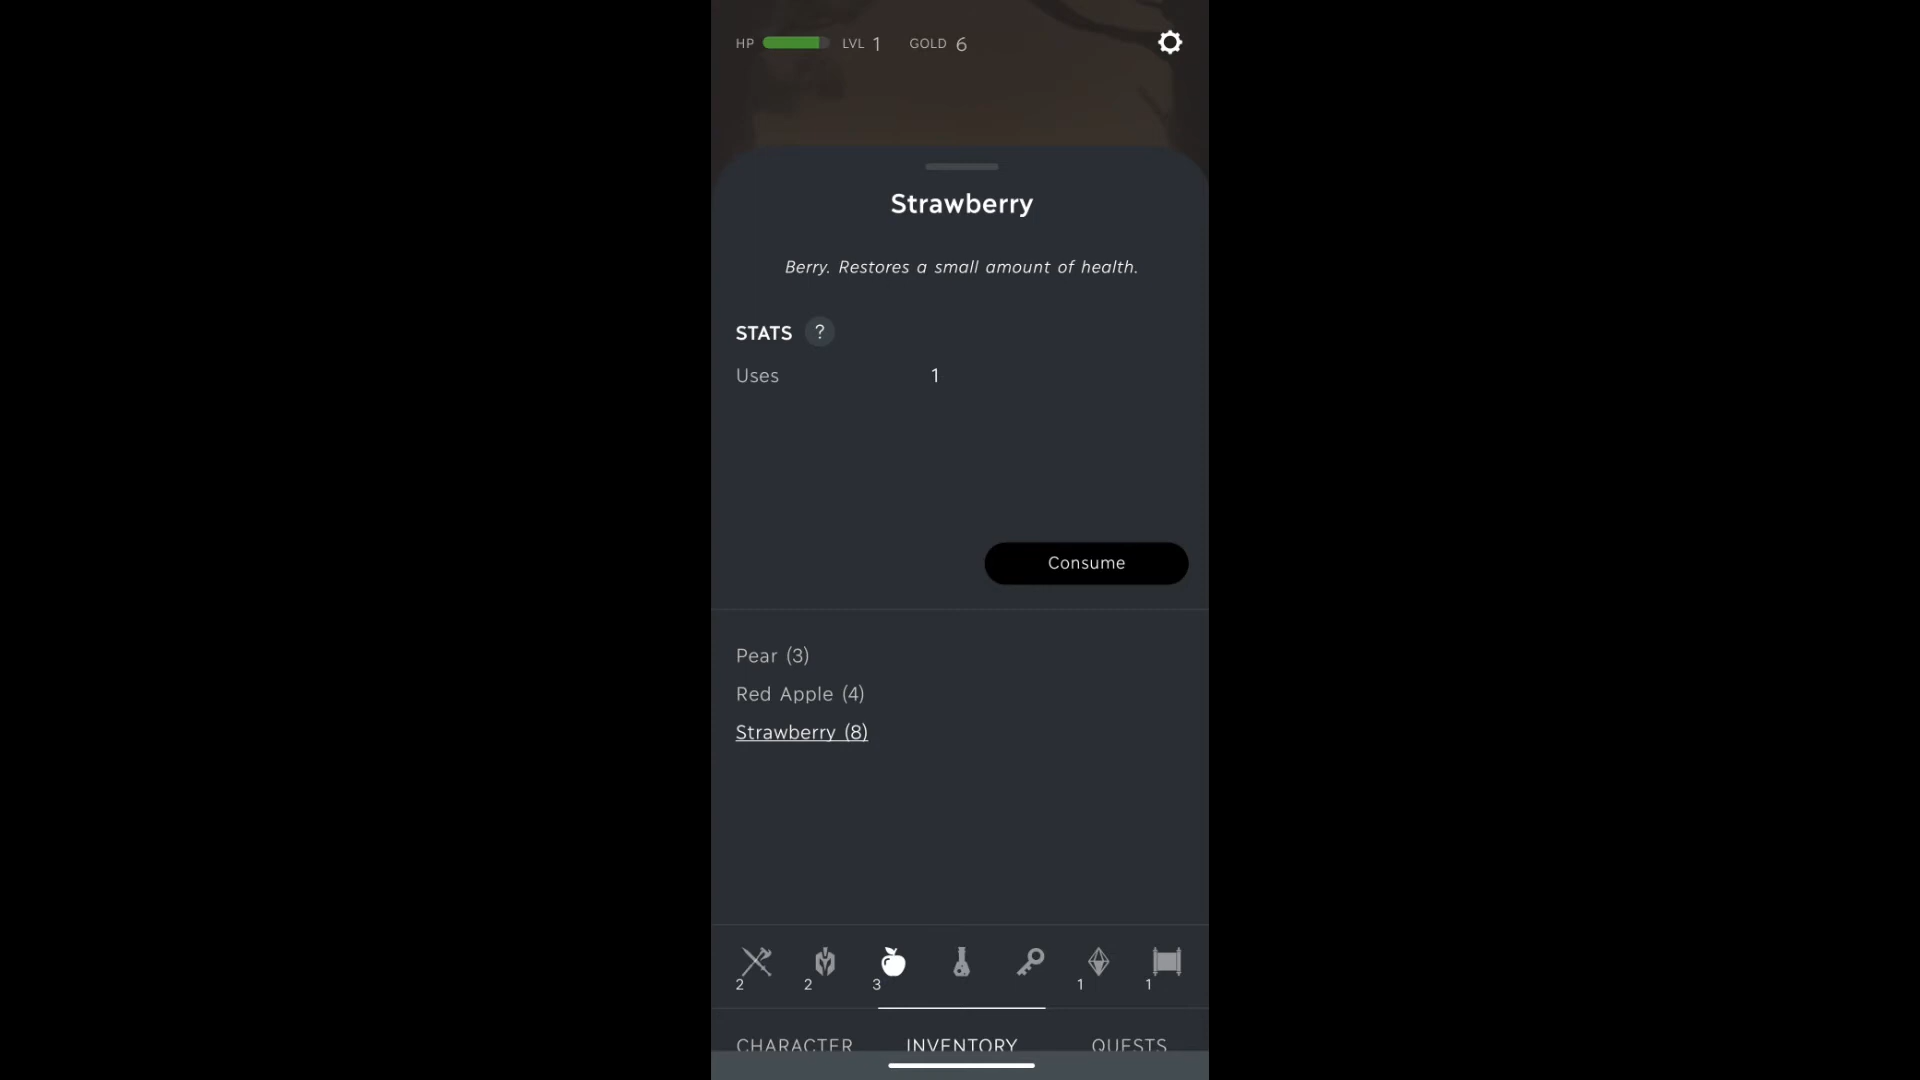 HP LVL 1 GOLD 6
Strawberry
Berry. Restores a small amount of health.
STATS ?
Uses 1
Consume
Pear (3)
Red Apple (4)
Strawberry (8)
2 2 3 1 1
CHARACTER INVENTORY QUESTS